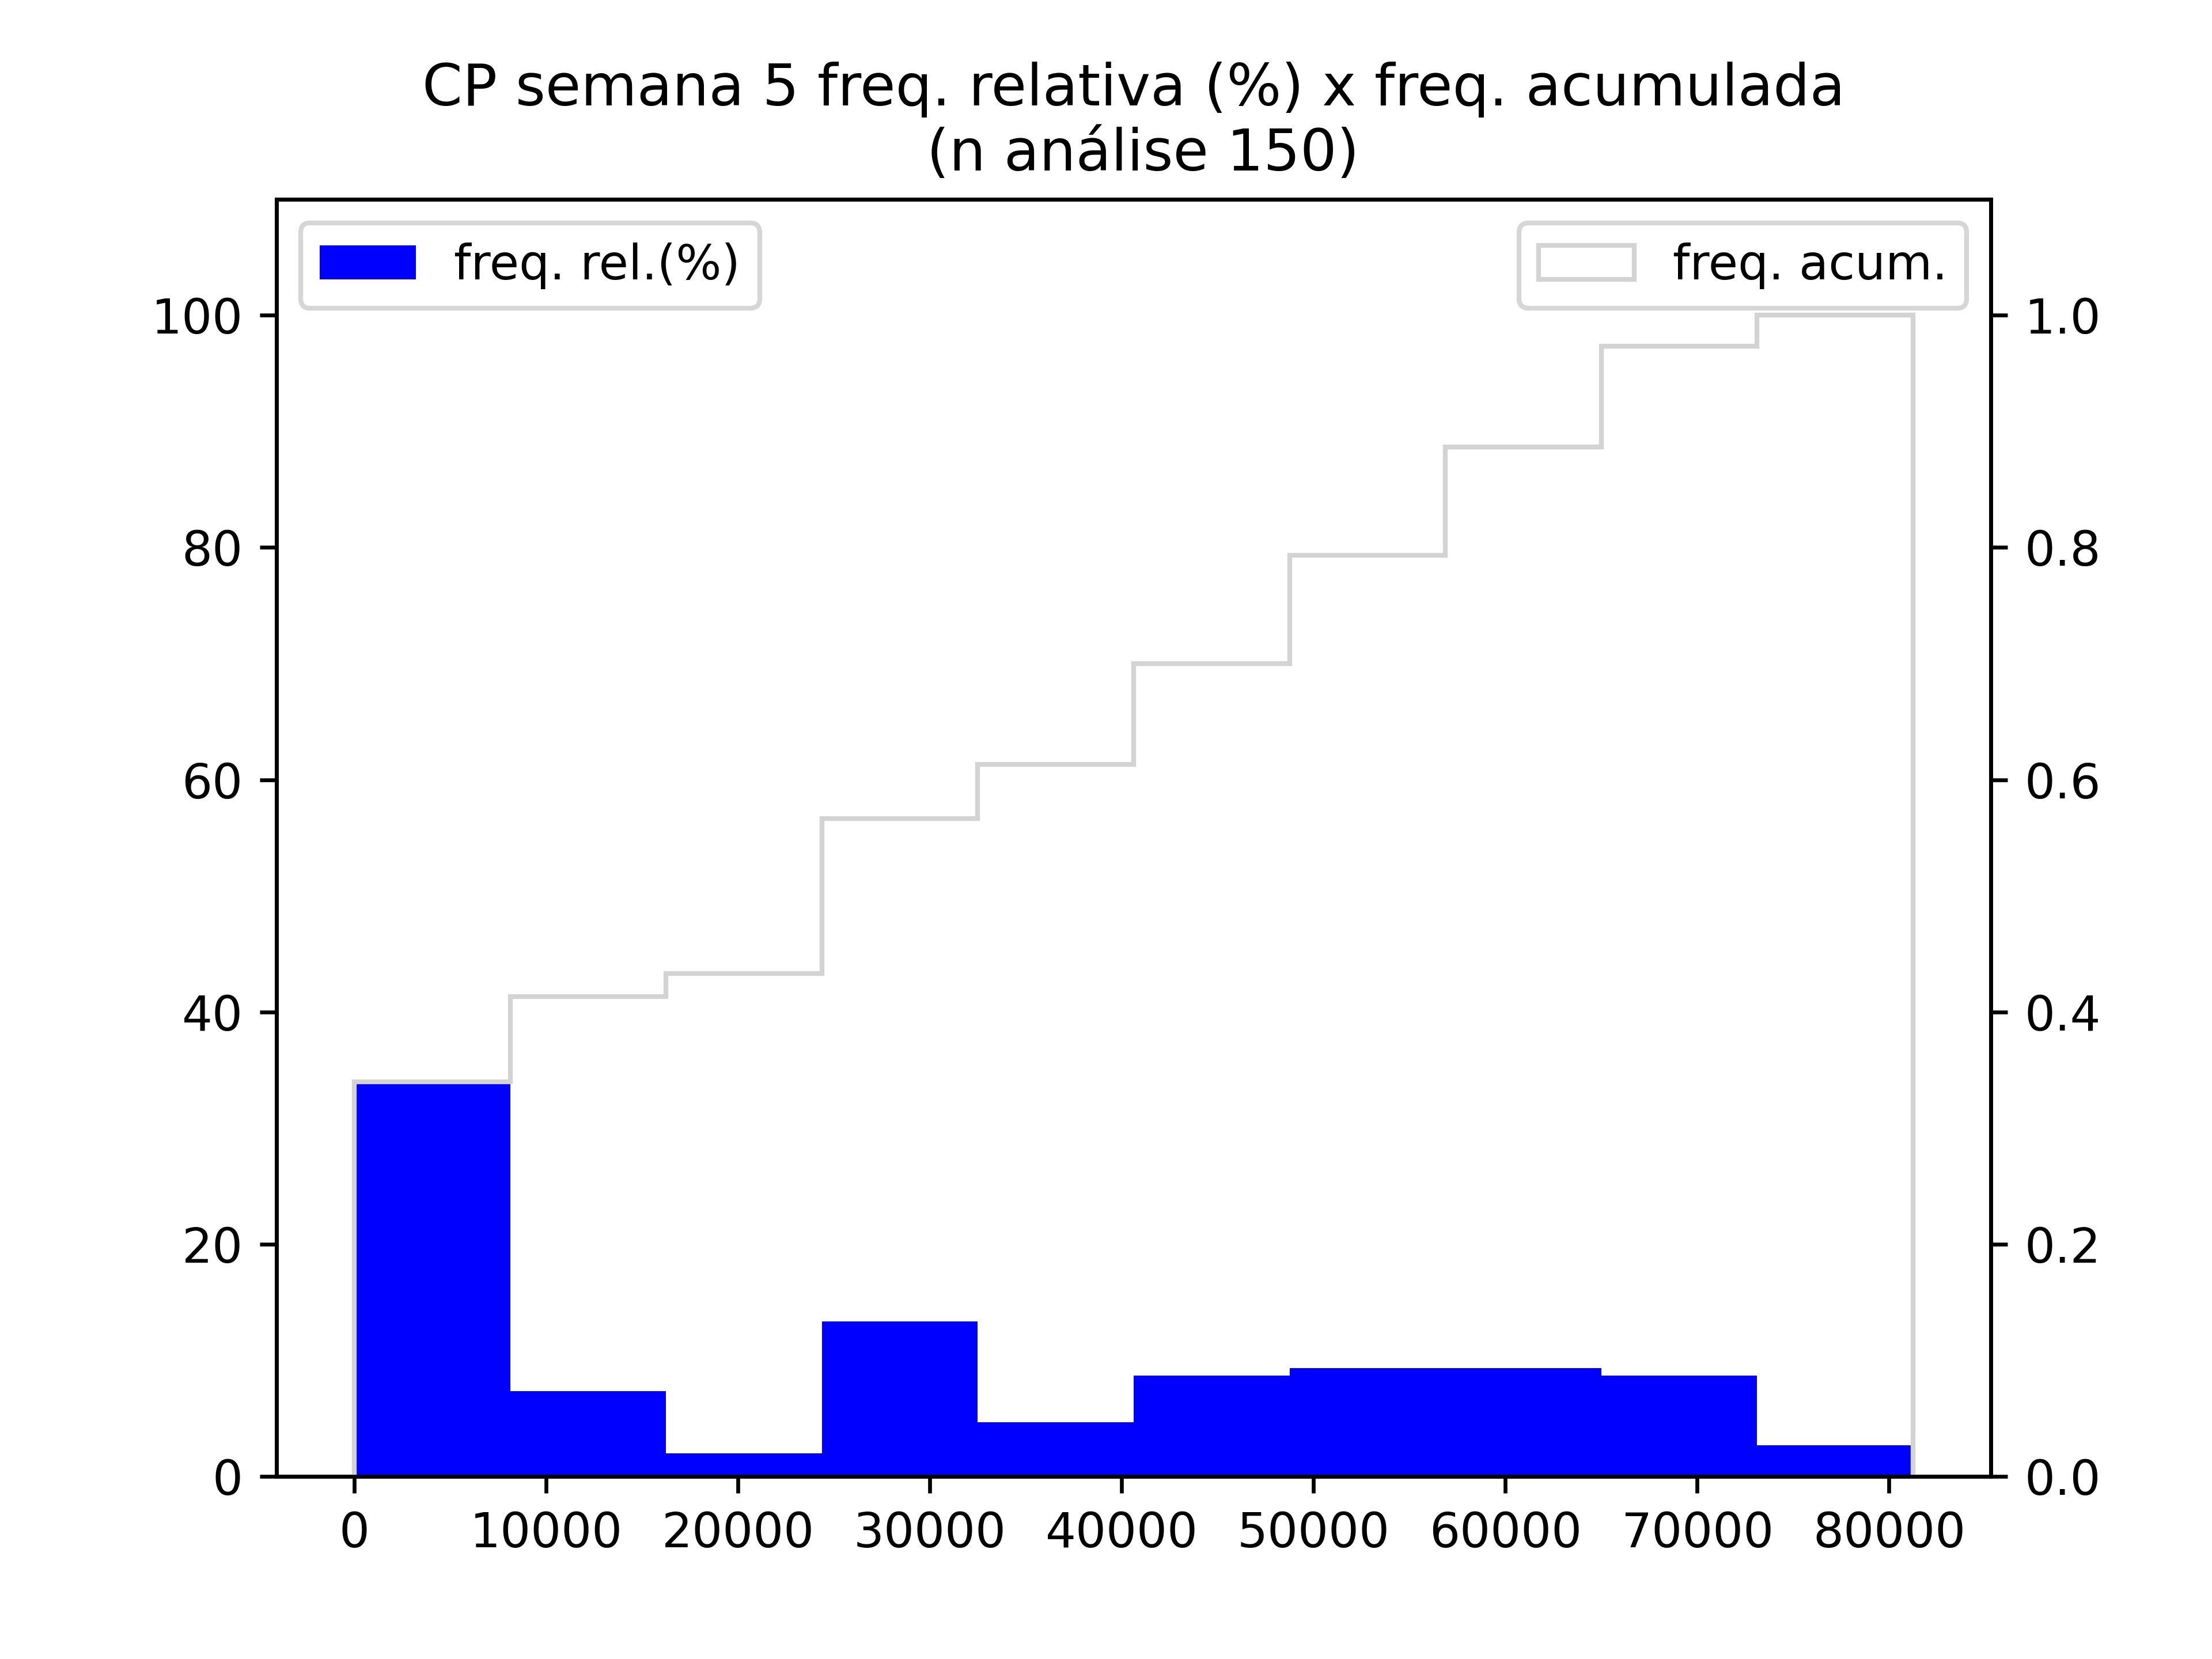 CP semana 5 freq. relativa (%) x freq. acumulada
(n análise 150)
freq. rel.(%)
freq. acum.
100
80
60
40
20
0
1.0
0.8
0.6
0.4
0.2
0.0
0 10000 20000 30000 40000 50000 60000 70000 80000